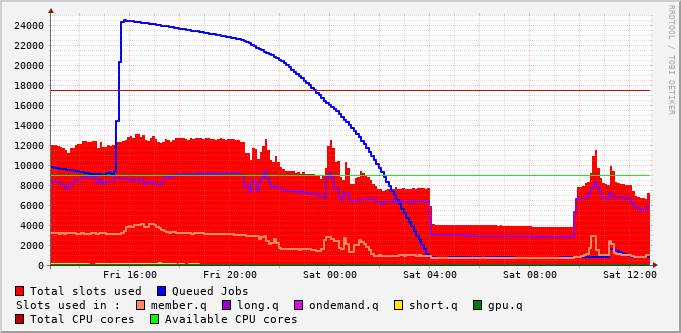 24000
22000
20000
18000
16000
14000
12000
10000
8000
6000
4000
2000
0
Fri 16:00 Fri 20:00 Sat 00:00 Sat 04:00 Sat 08:00 Sat 12:00
RRDTOOL / TOBI OETIKER
Total slots used Queued Jobs
Slots used in : member.q long.q ondemand.q short.q gpu.q
Total CPU cores Available CPU cores